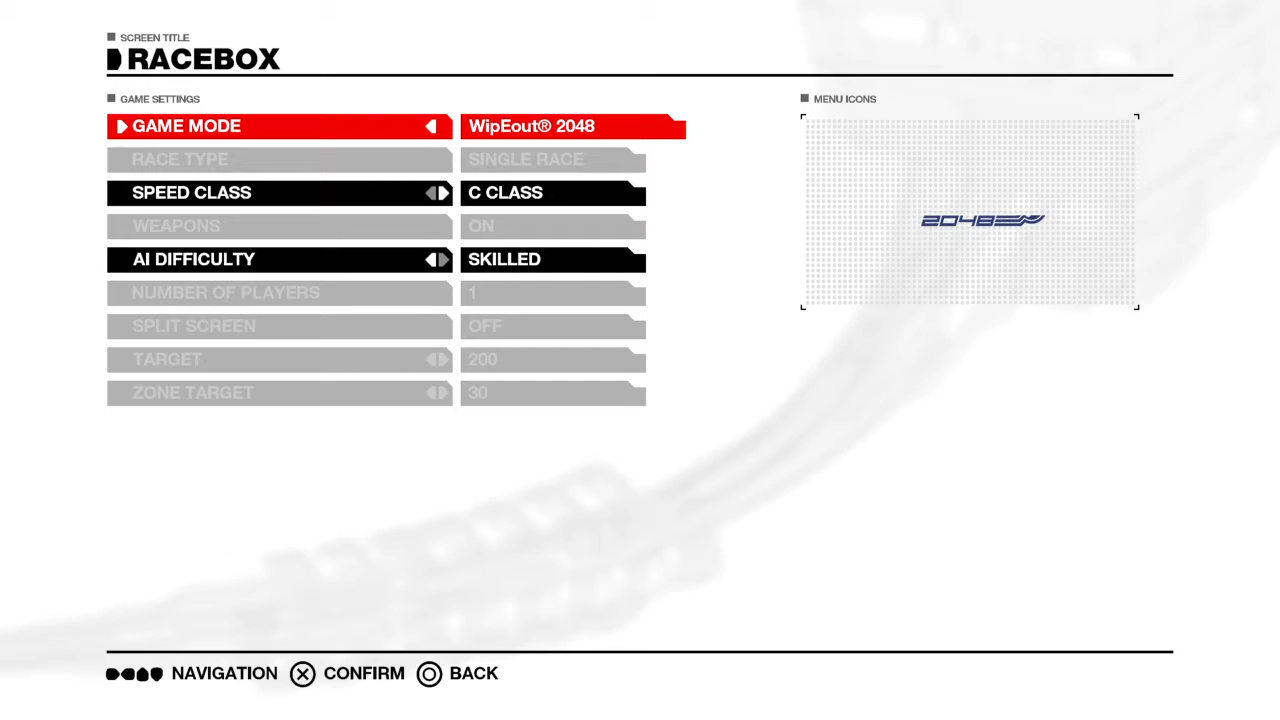 SCREEN TITLE
RACEBOX
GAME SETTINGS
MENU ICONS
GAME MODE WipEout® 2048
RACE TYPE SINGLE RACE
SPEED CLASS C CLASS
WEAPONS ON
AI DIFFICULTY SKILLED
NUMBER OF PLAYERS 1
SPLIT SCREEN OFF
TARGET 200
ZONE TARGET 30
2048
NAVIGATION CONFIRM BACK